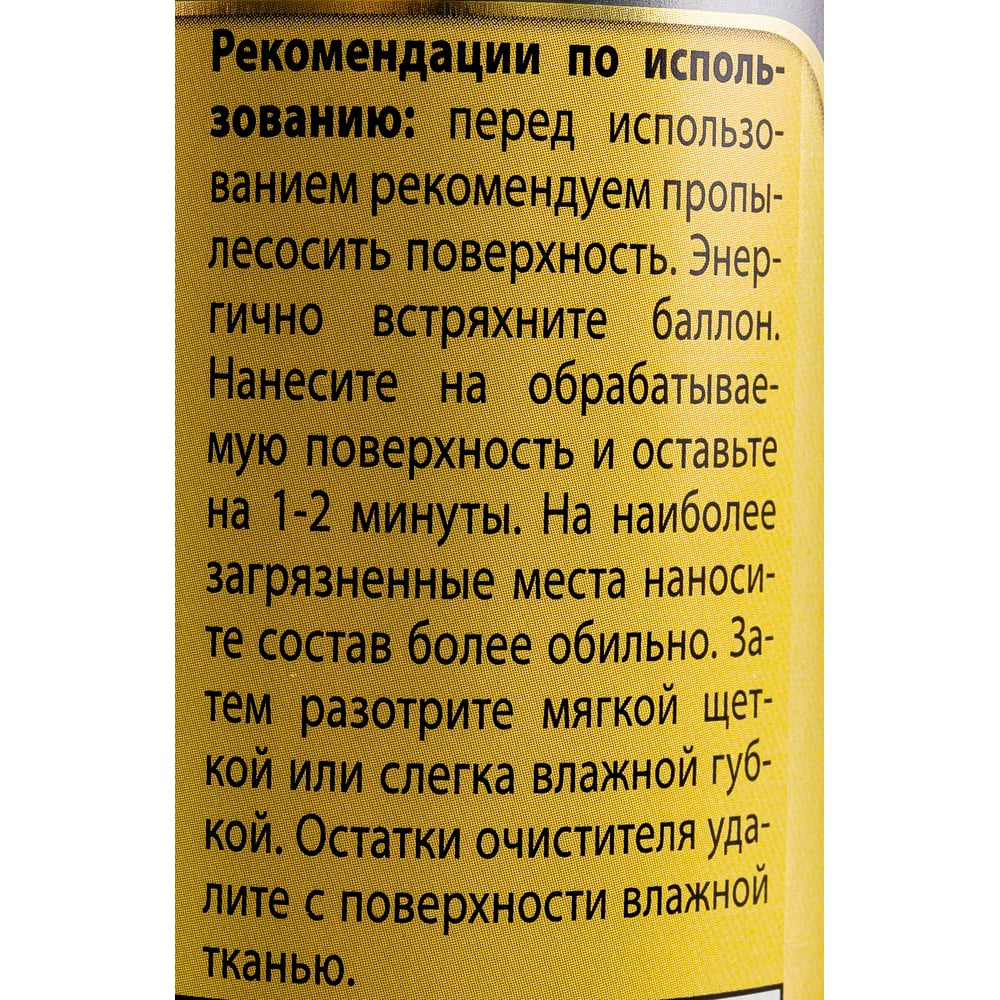 Рекомендации по исполь-
зованию: перед использо-
ванием рекомендуем пропы-
лесосить поверхность. Энер-
гично встряхните баллон.
Нанесите на обрабатывае-
мую поверхность и оставьте
на 1-2 минуты. На наиболее
загрязненные места наноси-
те состав более обильно. За-
тем разотрите мягкой щет-
кой или слегка влажной губ-
кой. Остатки очистителя уда-
лите с поверхности влажной
тканью.